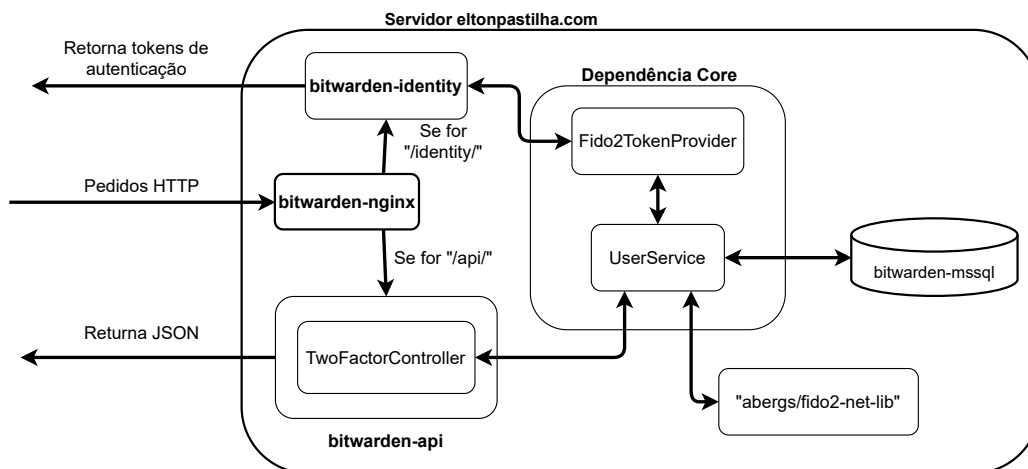 Servidor eltonpastilha.com
Retorna tokens de
autenticação
bitwarden-identity
Dependência Core
Se for
"/identity/"
Fido2TokenProvider
Pedidos HTTP
bitwarden-nginx
Se for "/api/"
UserService
bitwarden-mssql
Returna JSON
TwoFactorController
"abergs/fido2-net-lib"
bitwarden-api